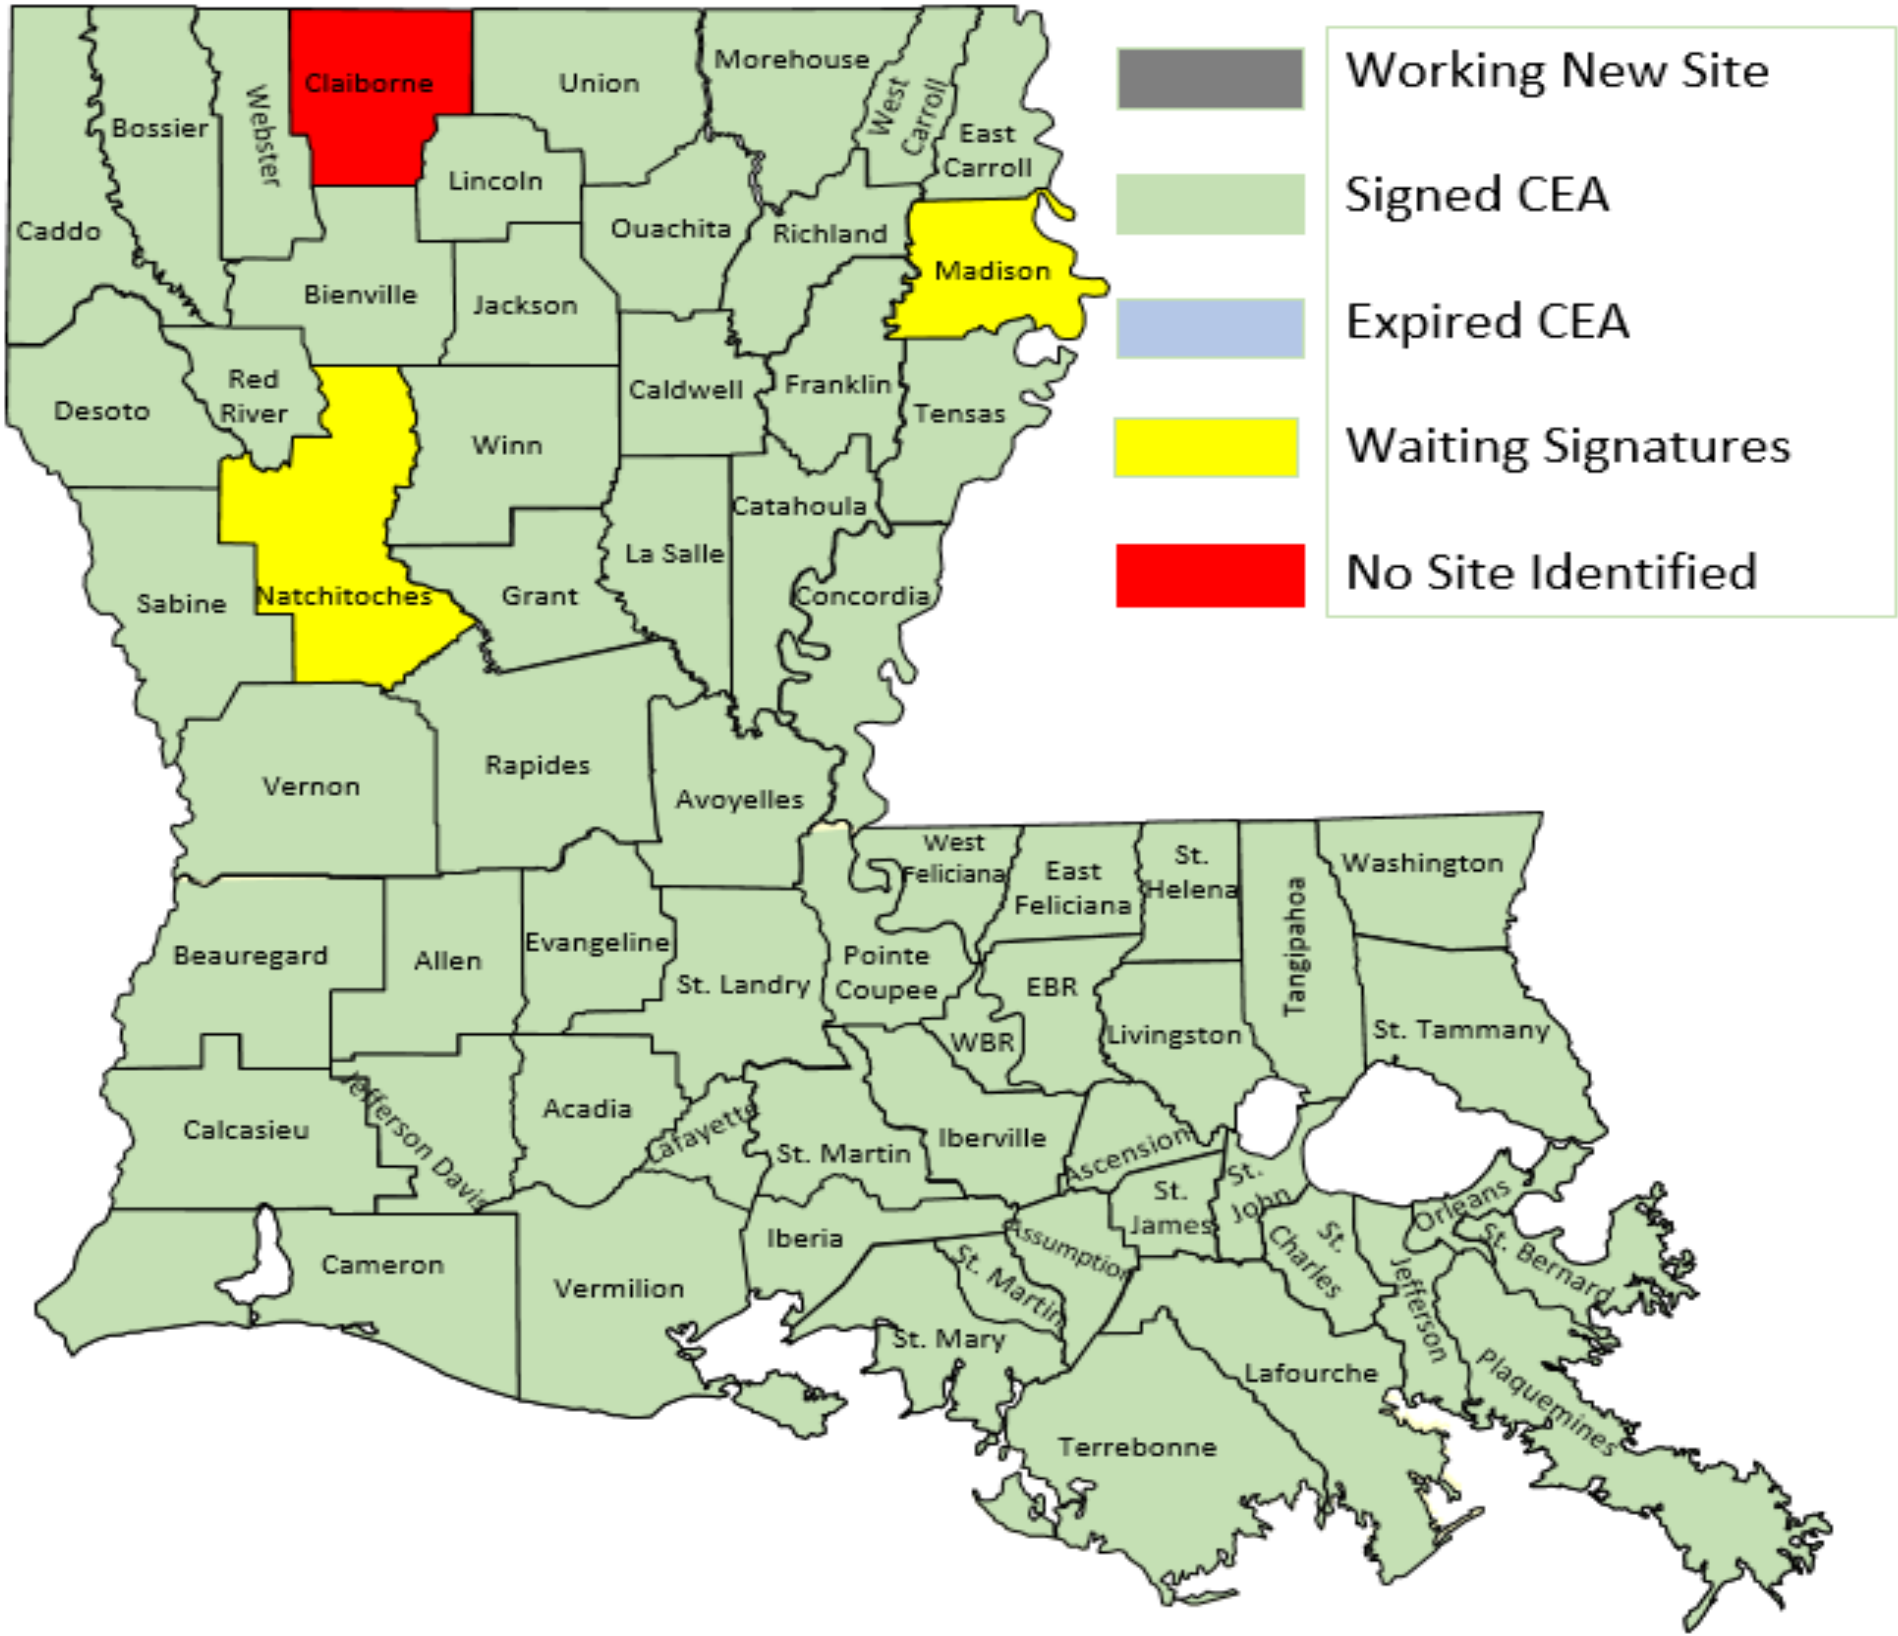 Claiborne
Union
Morehouse
West
Carroll
East
Carroll
Webster
Bossier
Lincoln
Caddo
Ouachita
Richland
Madison
Bienville
Jackson
Red
River
Desoto
Caldwell
Franklin
Tensas
Winn
Catahoula
La Salle
Sabine
Natchitoches
Grant
Concordia
Vernon
Rapides
Avoyelles
West
Feliciana
East
Feliciana
St.
Helena
Tangipahoa
Washington
Beauregard
Allen
Evangeline
St. Landry
Pointe
Coupee
EBR
WBR
Livingston
St. Tammany
Calcasieu
Jefferson Davis
Acadia
Lafayette
St. Martin
Iberville
Ascension
St.
James
St.
John
St.
Charles
Orleans
St. Bernard
Jefferson
Plaquemines
Cameron
Vermilion
Iberia
Assumption
St. Martin
St. Mary
Lafourche
Terrebonne
Working New Site
Signed CEA
Expired CEA
Waiting Signatures
No Site Identified